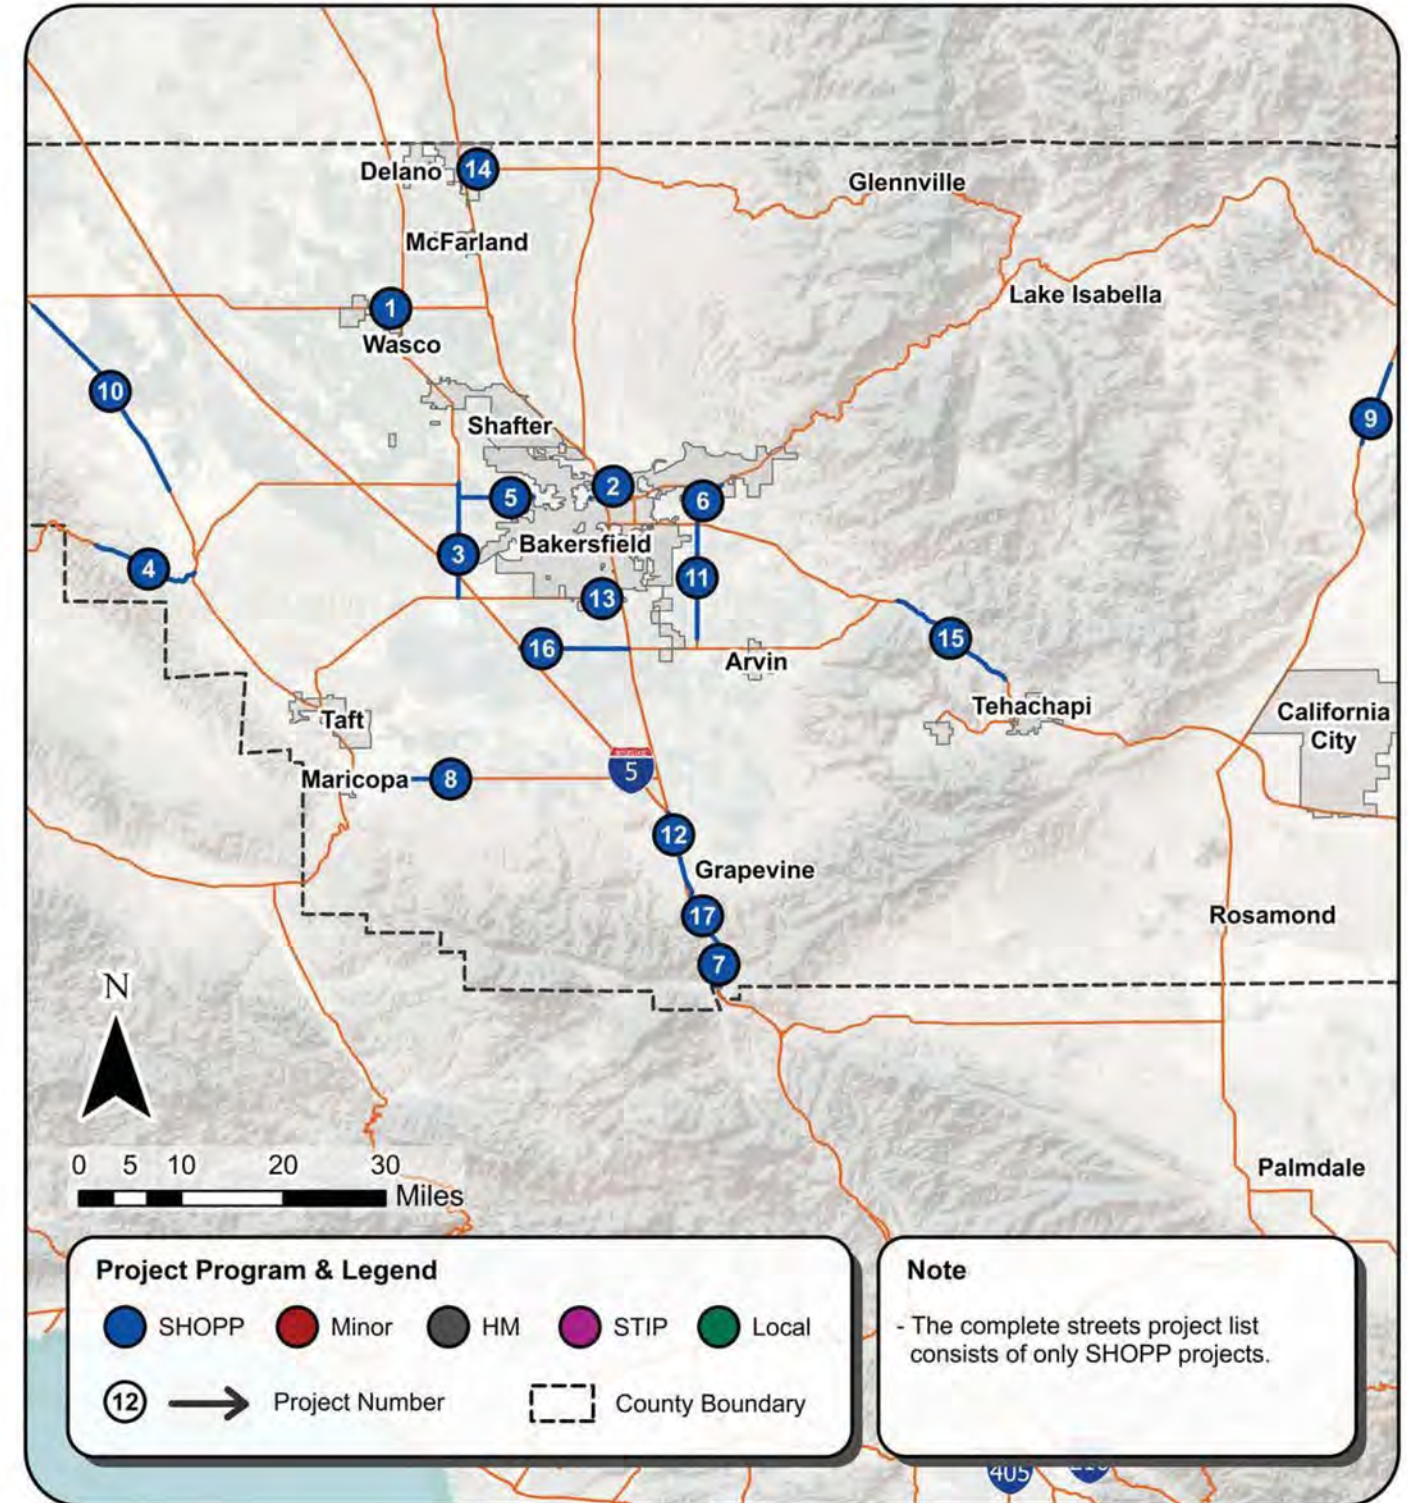 Delano
14
Glennville
McFarland
Lake Isabella
1
Wasco
10
9
Shafter
2
5
6
Bakersfield
3
4
11
13
15
16
Arvin
Tehachapi
California
City
Taft
5
Maricopa
8
12
Grapevine
17
Rosamond
7
N
0 5 10 20 30
Miles
Palmdale
Project Program & Legend
SHOPP Minor HM STIP Local
12 Project Number County Boundary
Note
- The complete streets project list
consists of only SHOPP projects.
405